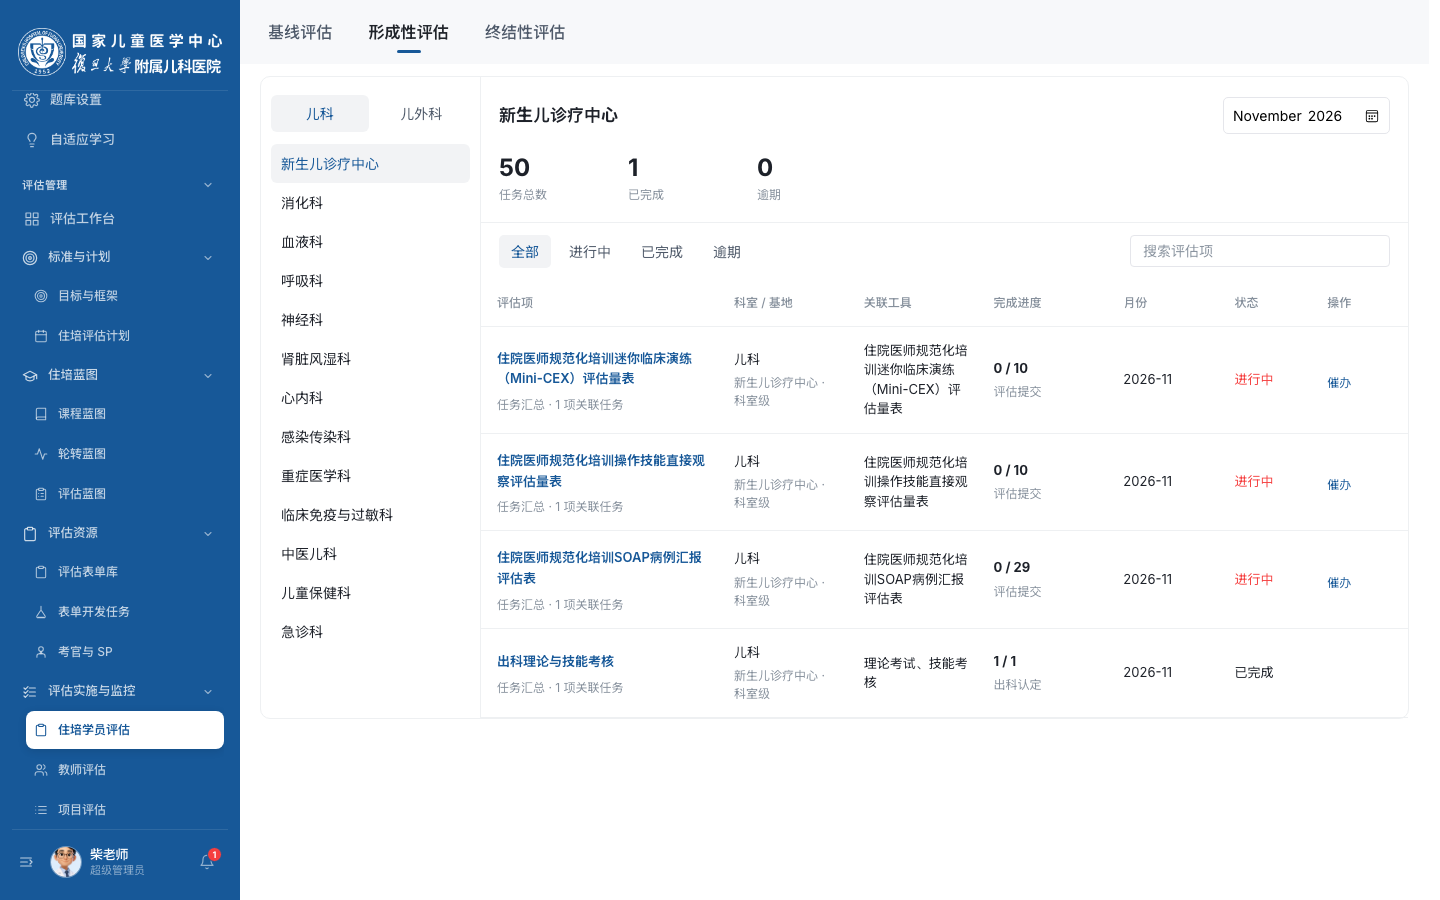 国家儿童医学中心
復旦大学附属儿科医院
1952
题库设置
自适应学习
评估管理
评估工作台
标准与计划
目标与框架
住培评估计划
住培蓝图
课程蓝图
轮转蓝图
评估蓝图
评估资源
评估表单库
表单开发任务
考官与 SP
评估实施与监控
住培学员评估
教师评估
项目评估
柴老师
超级管理员
1
基线评估
形成性评估
终结性评估
儿科
儿外科
新生儿诊疗中心
消化科
血液科
呼吸科
神经科
肾脏风湿科
心内科
感染传染科
重症医学科
临床免疫与过敏科
中医儿科
儿童保健科
急诊科
新生儿诊疗中心
November 2026
50
任务总数
1
已完成
0
逾期
全部
进行中
已完成
逾期
搜索评估项
评估项
科室 / 基地
关联工具
完成进度
月份
状态
操作
住院医师规范化培训迷你临床演练
（Mini-CEX）评估量表
任务汇总 · 1 项关联任务
儿科
新生儿诊疗中心 ·
科室级
住院医师规范化培
训迷你临床演练
（Mini-CEX）评
估量表
0 / 10
评估提交
2026-11
进行中
催办
住院医师规范化培训操作技能直接观
察评估量表
任务汇总 · 1 项关联任务
儿科
新生儿诊疗中心 ·
科室级
住院医师规范化培
训操作技能直接观
察评估量表
0 / 10
评估提交
2026-11
进行中
催办
住院医师规范化培训SOAP病例汇报
评估表
任务汇总 · 1 项关联任务
儿科
新生儿诊疗中心 ·
科室级
住院医师规范化培
训SOAP病例汇报
评估表
0 / 29
评估提交
2026-11
进行中
催办
出科理论与技能考核
任务汇总 · 1 项关联任务
儿科
新生儿诊疗中心 ·
科室级
理论考试、技能考
核
1 / 1
出科认定
2026-11
已完成